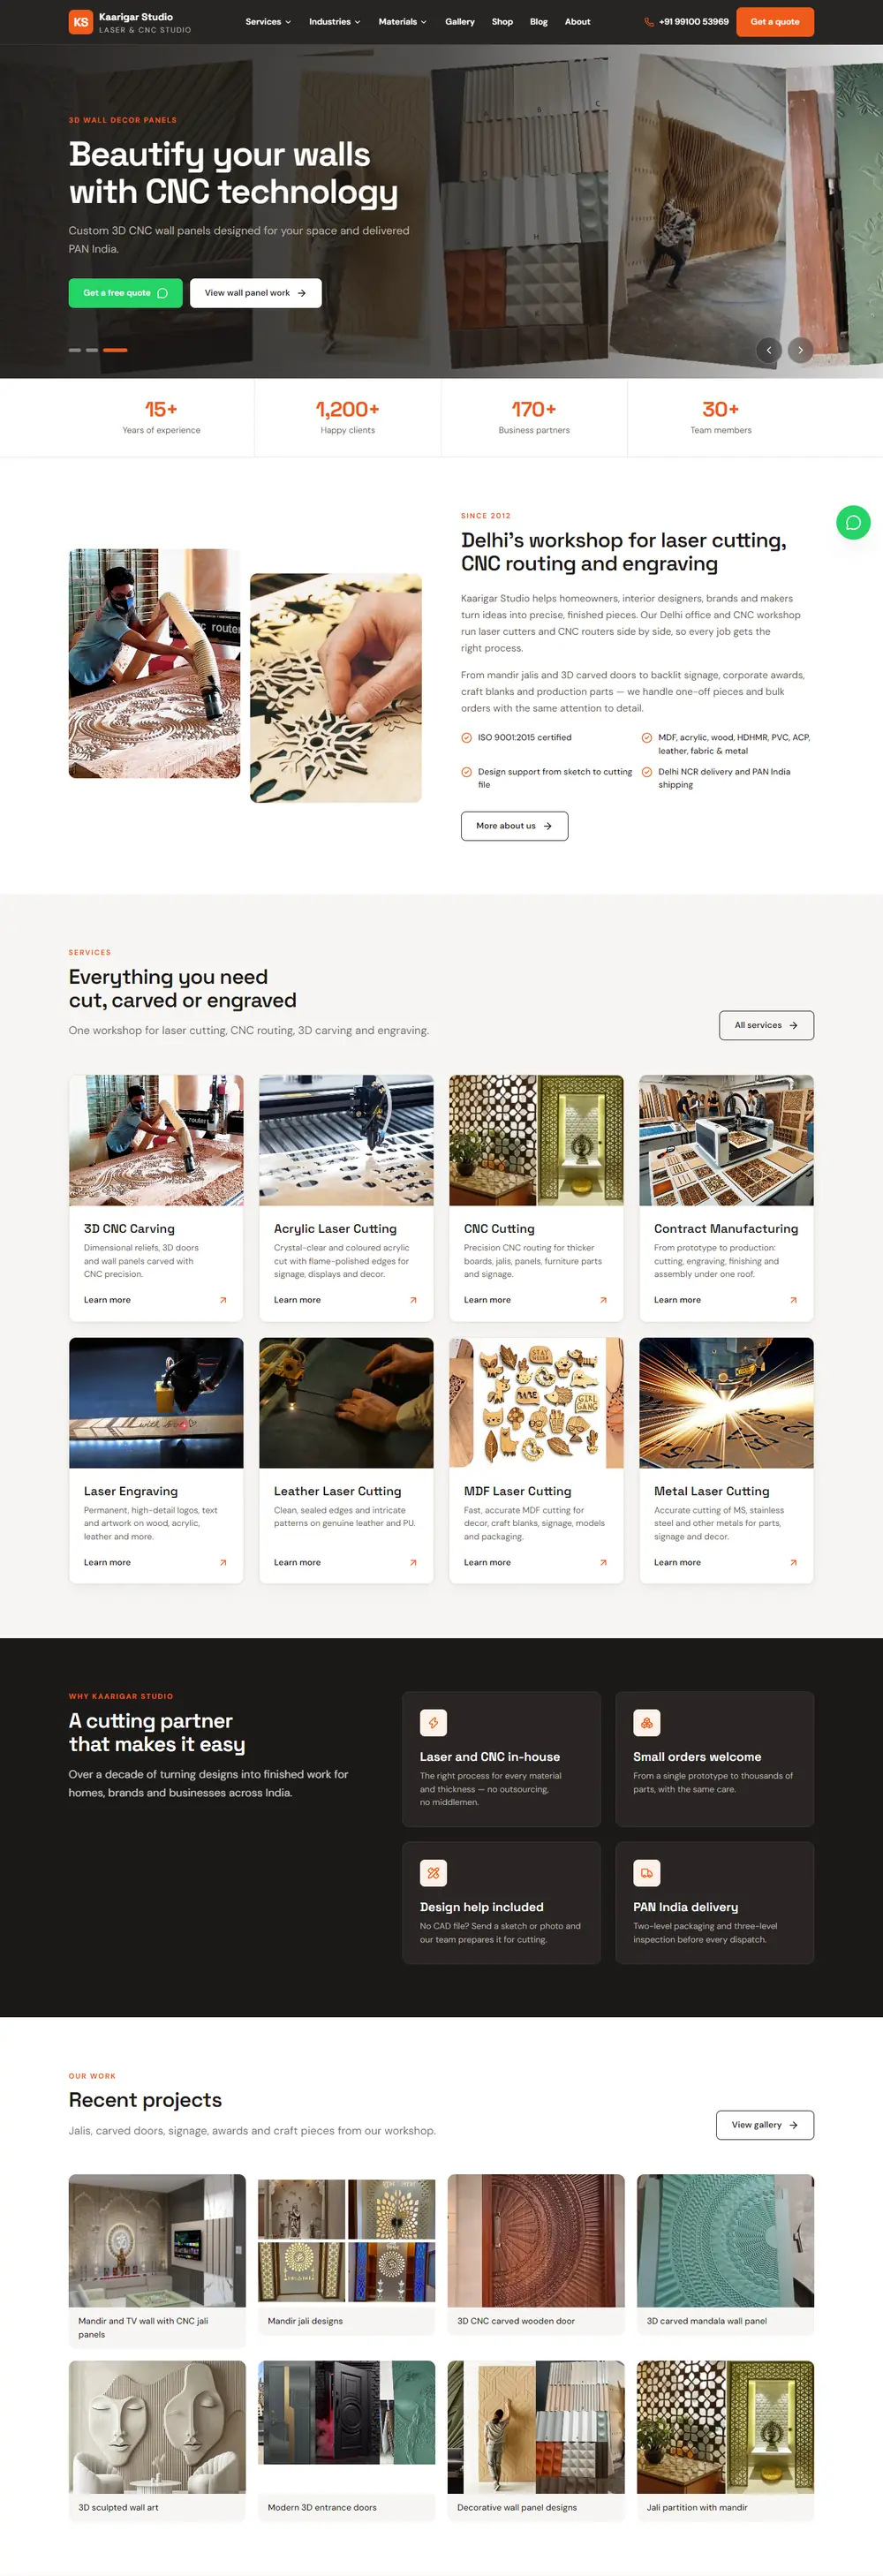 KS
Kaarigar Studio
LASER & CNC STUDIO
Services
Industries
Materials
Gallery
Shop
Blog
About
+91 99100 53969
Get a quote
3D WALL DECOR PANELS
Beautify your walls
with CNC technology
Custom 3D CNC wall panels designed for your space and delivered
PAN India.
Get a free quote
View wall panel work
15+
Years of experience
1,200+
Happy clients
170+
Business partners
30+
Team members
SINCE 2012
Delhi's workshop for laser cutting,
CNC routing and engraving
Kaarigar Studio helps homeowners, interior designers, brands and makers
turn ideas into precise, finished pieces. Our Delhi office and CNC workshop
run laser cutters and CNC routers side by side, so every job gets the
right process.
From mandir jalis and 3D carved doors to backlit signage, corporate awards,
craft blanks and production parts — we handle one-off pieces and bulk
orders with the same attention to detail.
ISO 9001:2015 certified
MDF, acrylic, wood, HDHMR, PVC, ACP,
leather, fabric & metal
Design support from sketch to cutting
file
Delhi NCR delivery and PAN India
shipping
More about us
SERVICES
Everything you need
cut, carved or engraved
One workshop for laser cutting, CNC routing, 3D carving and engraving.
All services
3D CNC Carving
Dimensional reliefs, 3D doors
and wall panels carved with
CNC precision.
Learn more
Acrylic Laser Cutting
Crystal-clear and coloured acrylic
cut with flame-polished edges for
signage, displays and decor.
Learn more
CNC Cutting
Precision CNC routing for thicker
boards, jalis, panels, furniture parts
and signage.
Learn more
Contract Manufacturing
From prototype to production:
cutting, engraving, finishing and
assembly under one roof.
Learn more
STAY
MAMA
GIRL
GANG
Laser Engraving
Permanent, high-detail logos, text
and artwork on wood, acrylic,
leather and more.
Learn more
Leather Laser Cutting
Clean, sealed edges and intricate
patterns on genuine leather and PU.
Learn more
MDF Laser Cutting
Fast, accurate MDF cutting for
decor, craft blanks, signage, models
and packaging.
Learn more
Metal Laser Cutting
Accurate cutting of MS, stainless
steel and other metals for parts,
signage and decor.
Learn more
WHY KAARIGAR STUDIO
A cutting partner
that makes it easy
Over a decade of turning designs into finished work for
homes, brands and businesses across India.
Laser and CNC in-house
The right process for every material
and thickness — no outsourcing,
no middlemen.
Small orders welcome
From a single prototype to thousands of
parts, with the same care.
Design help included
No CAD file? Send a sketch or photo and
our team prepares it for cutting.
PAN India delivery
Two-level packaging and three-level
inspection before every dispatch.
OUR WORK
Recent projects
Jalis, carved doors, signage, awards and craft pieces from our workshop.
View gallery
Mandir and TV wall with CNC jali
panels
Mandir jali designs
3D CNC carved wooden door
3D carved mandala wall panel
3D sculpted wall art
Modern 3D entrance doors
Decorative wall panel designs
Jali partition with mandir